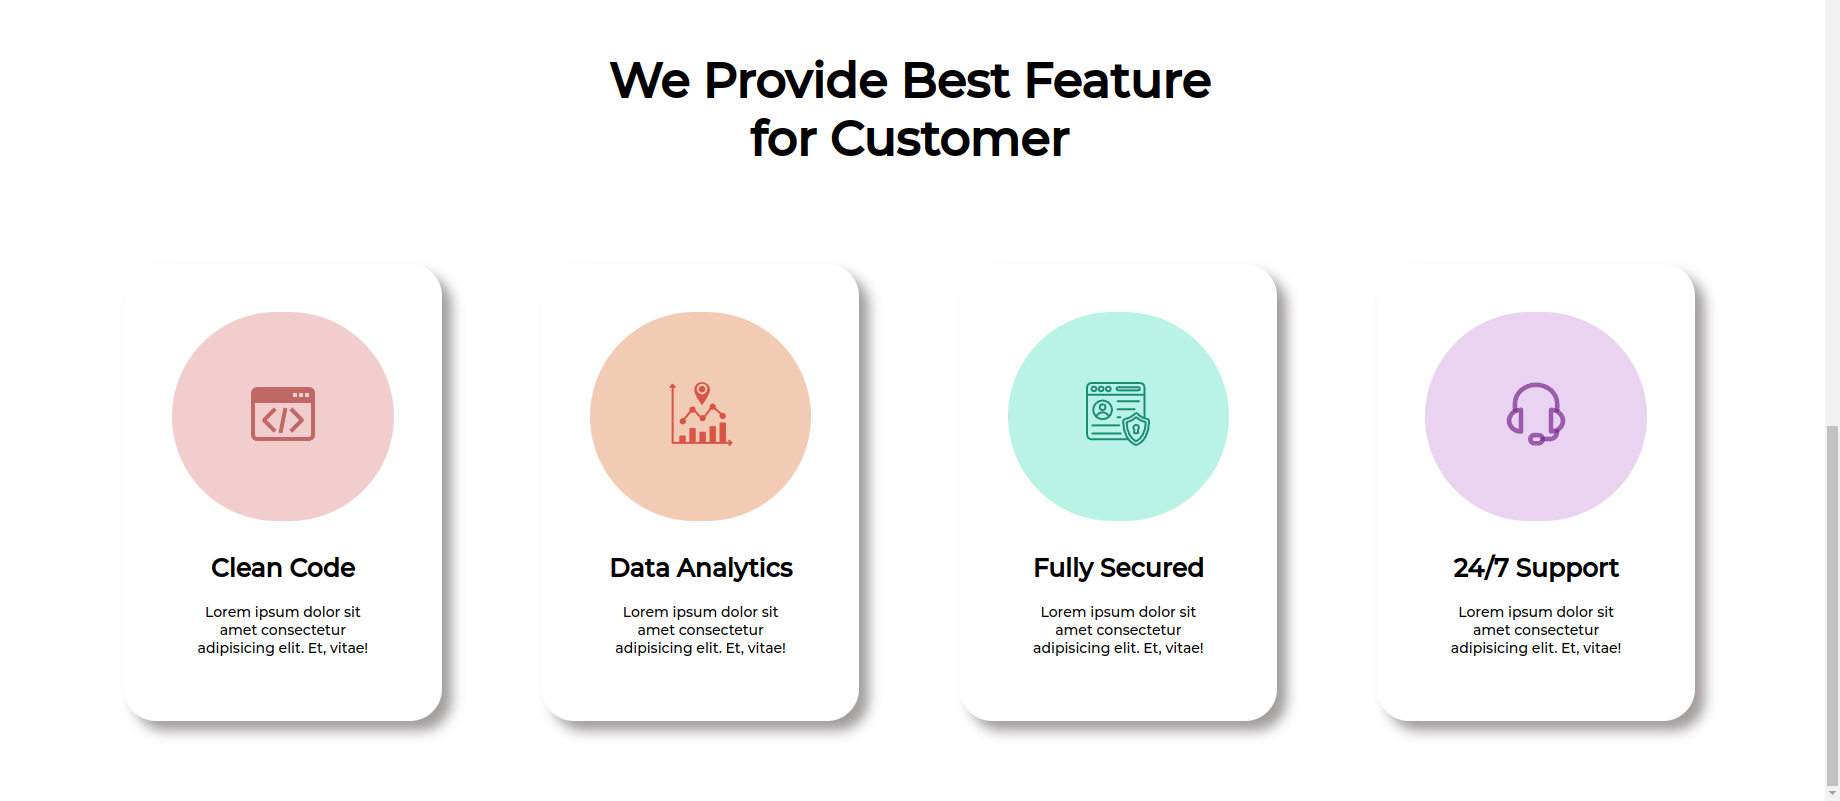 We Provide Best Feature
for Customer
Clean Code
Lorem ipsum dolor sit
amet consectetur
adipisicing elit. Et, vitae!
Data Analytics
Lorem ipsum dolor sit
amet consectetur
adipisicing elit. Et, vitae!
Fully Secured
Lorem ipsum dolor sit
amet consectetur
adipisicing elit. Et, vitae!
24/7 Support
Lorem ipsum dolor sit
amet consectetur
adipisicing elit. Et, vitae!